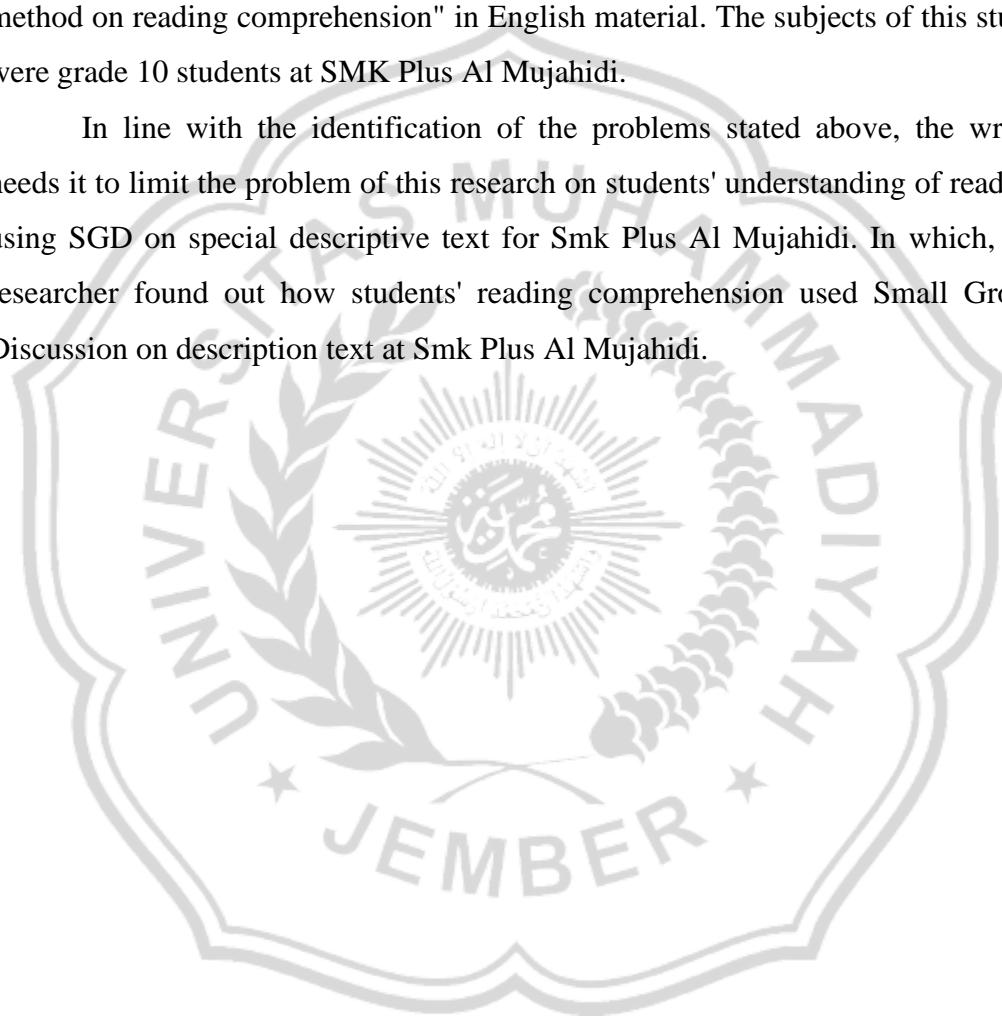 method on reading comprehension" in English material. The subjects of this stu
were grade 10 students at SMK Plus Al Mujahidi.
In line with the identification of the problems stated above, the wr
needs it to limit the problem of this research on students' understanding of read
using SGD on special descriptive text for Smk Plus Al Mujahidi. In which,
researcher found out how students' reading comprehension used Small Gro
Discussion on description text at Smk Plus Al Mujahidi.
UNIVERSITAS MUHAMMADIYAH
JEMBER